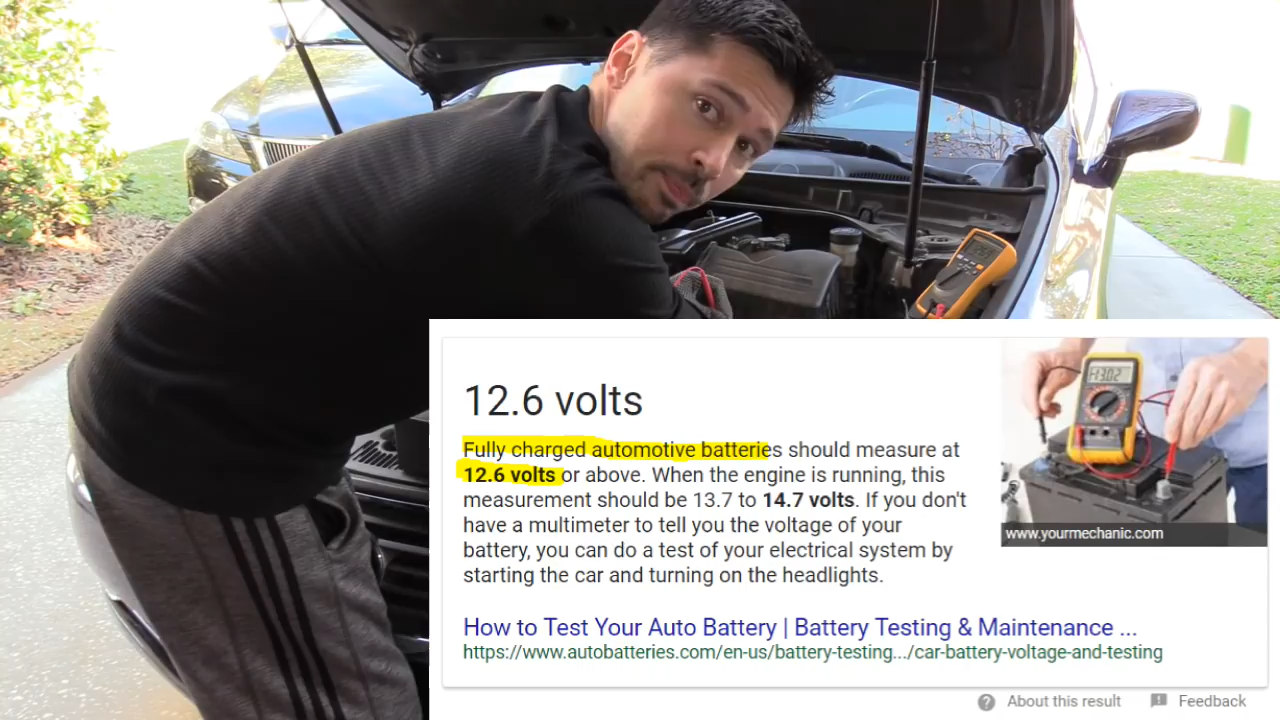 12.6 volts
Fully charged automotive batteries should measure at
12.6 volts or above. When the engine is running, this
measurement should be 13.7 to 14.7 volts. If you don't
have a multimeter to tell you the voltage of your
battery, you can do a test of your electrical system by
starting the car and turning on the headlights.
13.02
www.yourmechanic.com
How to Test Your Auto Battery | Battery Testing & Maintenance ...
https://www.autobatteries.com/en-us/battery-testing.../car-battery-voltage-and-testing
About this result
Feedback